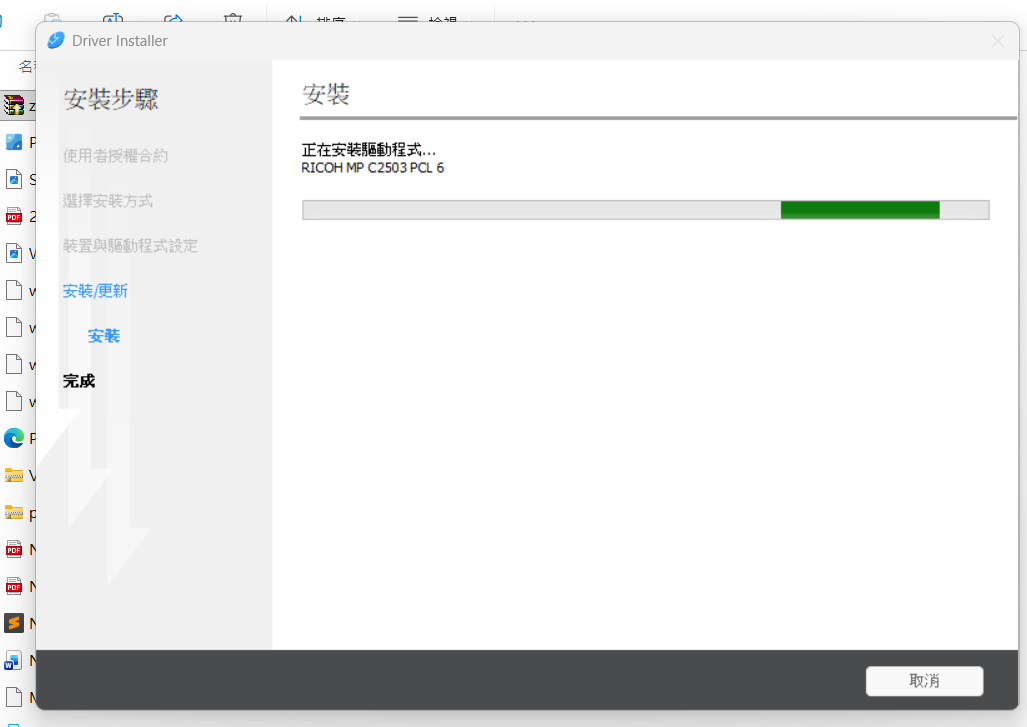 Driver Installer
安裝步驟
使用者授權合約
選擇安裝方式
裝置與驅動程式設定
安裝/更新
安裝
完成
安裝
正在安裝驅動程式...
RICOH MP C2503 PCL 6
取消